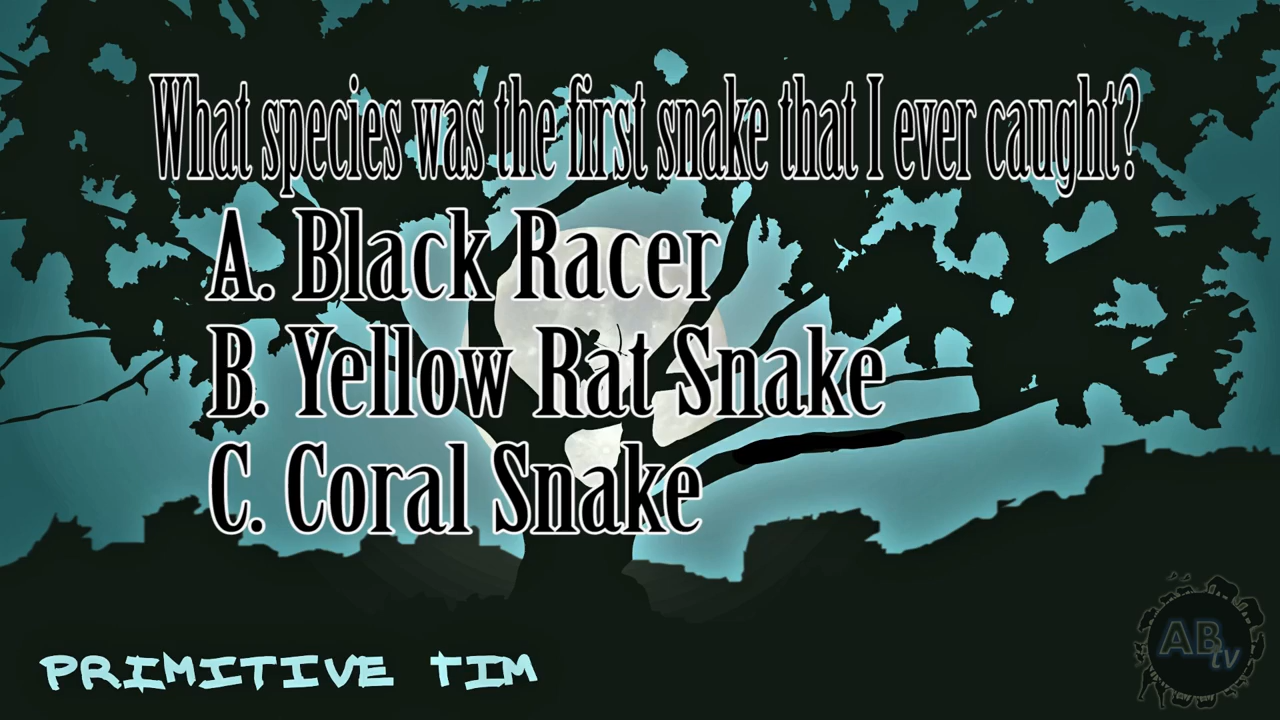 What species was the first snake that I ever caught?
A. Black Racer
B. Yellow Rat Snake
C. Coral Snake
PRIMITIVE TIM
ABtv